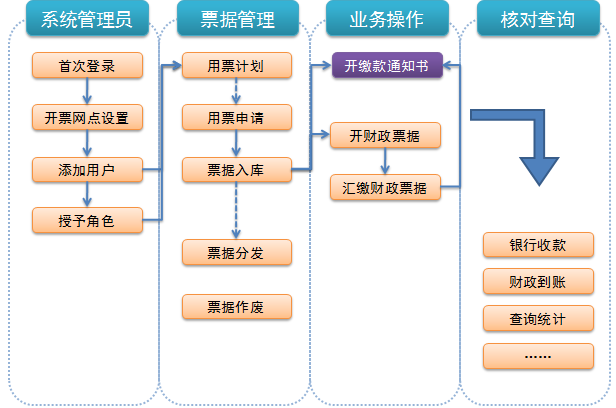 系统管理员
票据管理
业务操作
核对查询
首次登录
开票网点设置
添加用户
授予角色
用票计划
用票申请
票据入库
票据分发
票据作废
开缴款通知书
开财政票据
汇缴财政票据
银行收款
财政到账
查询统计
……